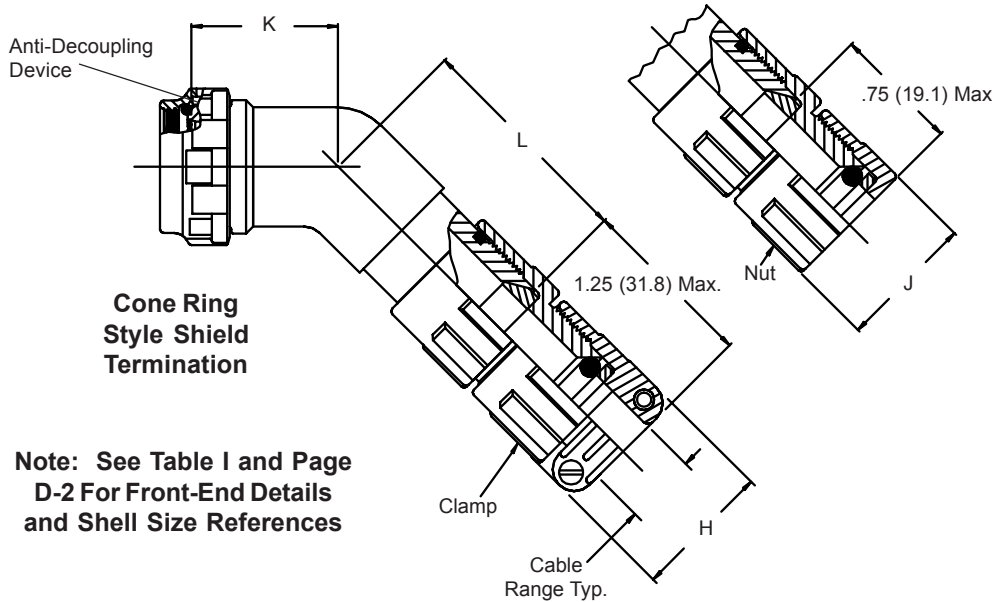 K
Anti-Decoupling
Device
.75 (19.1) Max
L
1.25 (31.8) Max.
Nut
J
Cone Ring
Style Shield
Termination
Note: See Table I and Page
D-2 For Front-End Details
and Shell Size References
Clamp
H
Cable
Range Typ.